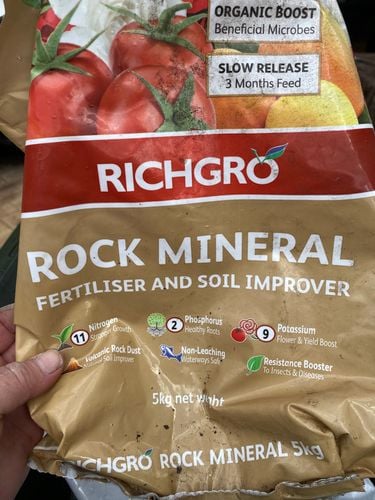 ORGANIC BOOST
Beneficial Microbes
SLOW RELEASE
3 Months Feed
RICHGRO
ROCK MINERAL
FERTILISER AND SOIL IMPROVER
11 Nitrogen
Stronger Growth
2 Phosphorus
Healthy Roots
9 Potassium
Flower & Yield Boost
Volcanic Rock Dust
Soil Improver
Non-Leaching
Waterways Safe
Resistance Booster
To Insects & Diseases
5kg net
RICHGRO ROCK MINERAL 5kg